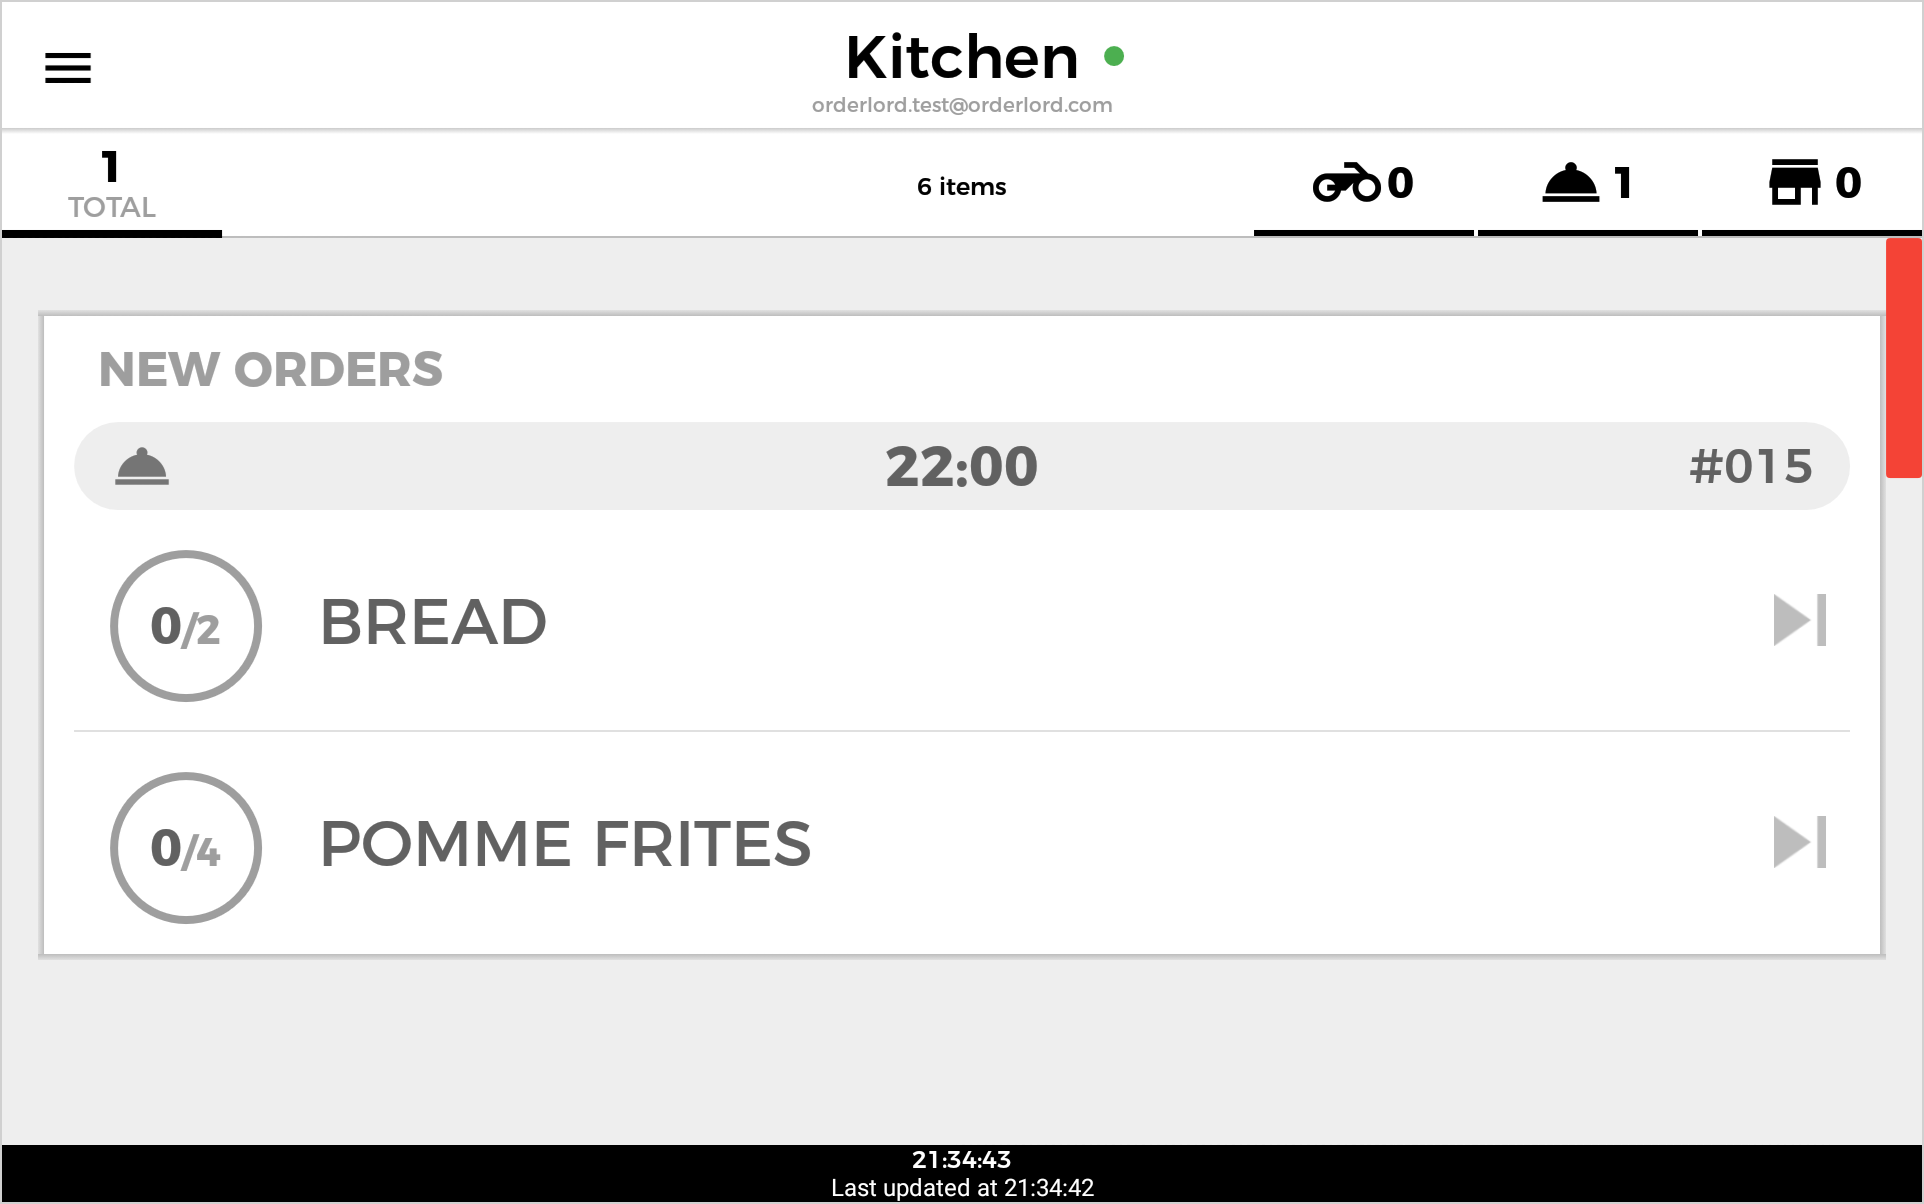 Kitchen
orderlord.test@orderlord.com
1
TOTAL
6 items
0
1
0
NEW ORDERS
22:00 #015
0/2 BREAD
0/4 POMME FRITES
21:34:43
Last updated at 21:34:42